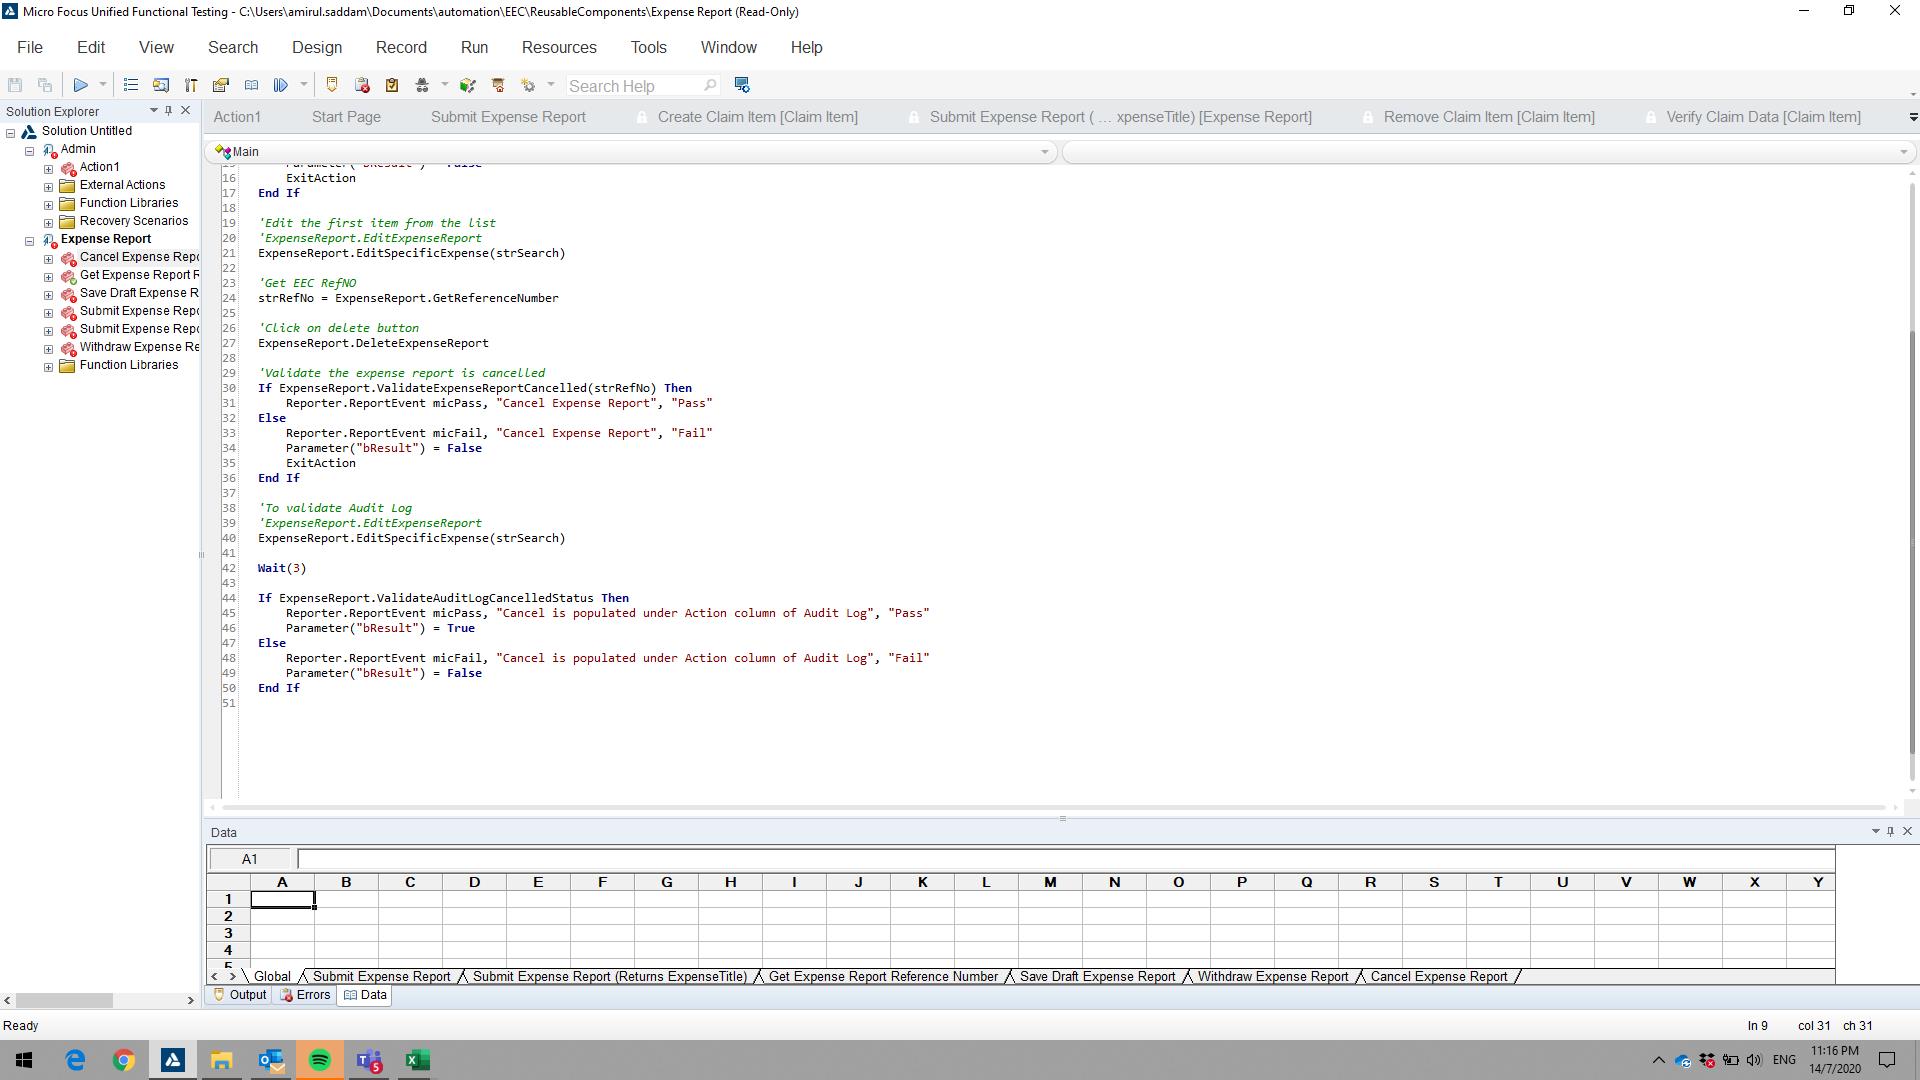 Micro Focus Unified Functional Testing - C:\Users\amirul.saddam\Documents\automation\EEC\ReusableComponents\Expense Report (Read-Only)
File Edit View Search Design Record Run Resources Tools Window Help
Search Help
Solution Explorer
Action1 Start Page Submit Expense Report Create Claim Item [Claim Item] Submit Expense Report ( ... xpenseTitle) [Expense Report] Remove Claim Item [Claim Item] Verify Claim Data [Claim Item]
Solution Untitled
Admin
Action1
External Actions
Function Libraries
Recovery Scenarios
Expense Report
Cancel Expense Repo
Get Expense Report R
Save Draft Expense R
Submit Expense Repo
Submit Expense Repo
Withdraw Expense Re
Function Libraries
Main
15 Parameter("bResult") = False
16 ExitAction
17 End If
18
19 'Edit the first item from the list
20 'ExpenseReport.EditExpenseReport
21 ExpenseReport.EditSpecificExpense(strSearch)
22
23 'Get EEC RefNO
24 strRefNo = ExpenseReport.GetReferenceNumber
25
26 'Click on delete button
27 ExpenseReport.DeleteExpenseReport
28
29 'Validate the expense report is cancelled
30 If ExpenseReport.ValidateExpenseReportCancelled(strRefNo) Then
31 Reporter.ReportEvent micPass, "Cancel Expense Report", "Pass"
32 Else
33 Reporter.ReportEvent micFail, "Cancel Expense Report", "Fail"
34 Parameter("bResult") = False
35 ExitAction
36 End If
37
38 'To validate Audit Log
39 'ExpenseReport.EditExpenseReport
40 ExpenseReport.EditSpecificExpense(strSearch)
41
42 Wait(3)
43
44 If ExpenseReport.ValidateAuditLogCancelledStatus Then
45 Reporter.ReportEvent micPass, "Cancel is populated under Action column of Audit Log", "Pass"
46 Parameter("bResult") = True
47 Else
48 Reporter.ReportEvent micFail, "Cancel is populated under Action column of Audit Log", "Fail"
49 Parameter("bResult") = False
50 End If
51
Data
A1
A B C D E F G H I J K L M N O P Q R S T U V W X Y
1
2
3
4
5
Global Submit Expense Report Submit Expense Report (Returns ExpenseTitle) Get Expense Report Reference Number Save Draft Expense Report Withdraw Expense Report Cancel Expense Report
Output Errors Data
Ready ln 9 col 31 ch 31
5
ENG
11:16 PM
14/7/2020